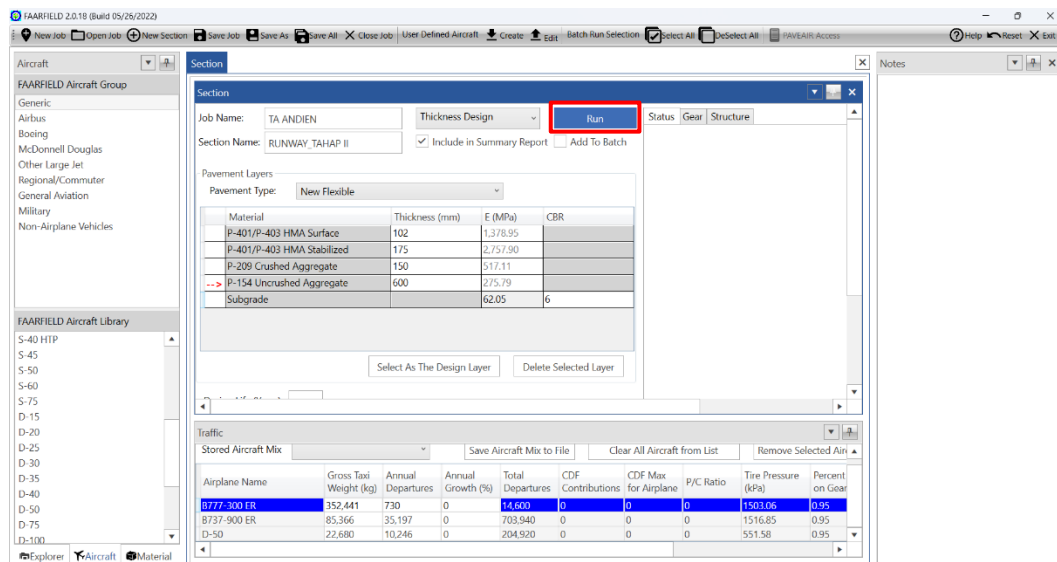 FAARFIELD 2.0.18 (Build 05/26/2022)
New Job Open Job New Section Save Job Save As Save All Close Job User Defined Aircraft Create Edit Batch Run Selection Select All DeSelect All PAVEAIR Access Help Reset Exit
Aircraft
FAARFIELD Aircraft Group
Generic
Airbus
Boeing
McDonnell Douglas
Other Large Jet
Regional/Commuter
General Aviation
Military
Non-Airplane Vehicles
FAARFIELD Aircraft Library
S-40 HTP
S-45
S-50
S-60
S-75
D-15
D-20
D-25
D-30
D-35
D-40
D-50
D-75
D-100
Explorer Aircraft Material
Section
Section
Job Name: TA ANDIEN Thickness Design Run
Section Name: RUNWAY_TAHAP II Include in Summary Report Add To Batch
Pavement Layers
Pavement Type: New Flexible
Material Thickness (mm) E (MPa) CBR
P-401/P-403 HMA Surface 102 1,378.95
P-401/P-403 HMA Stabilized 175 2,757.90
P-209 Crushed Aggregate 150 517.11
--> P-154 Uncrushed Aggregate 600 275.79
Subgrade 62.05 6
Select As The Design Layer Delete Selected Layer
Status Gear Structure
Traffic
Stored Aircraft Mix Save Aircraft Mix to File Clear All Aircraft from List Remove Selected Air
Airplane Name Gross Taxi Weight (kg) Annual Departures Annual Growth (%) Total Departures CDF Contributions CDF Max for Airplane P/C Ratio Tire Pressure (kPa) Percent on Gear
B777-300 ER 352,441 730 0 14,600 0 0 0 1503.06 0.95
B737-900 ER 85,366 35,197 0 703,940 0 0 0 1516.85 0.95
D-50 22,680 10,246 0 204,920 0 0 0 551.58 0.95
Notes